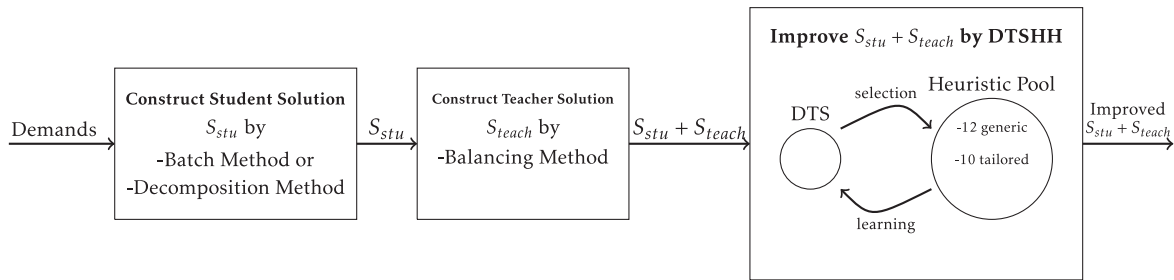 Demands
Construct Student Solution
S_stu by
-Batch Method or
-Decomposition Method
S_stu
Construct Teacher Solution
S_teach by
-Balancing Method
S_stu + S_teach
Improve S_stu + S_teach by DTSHH
DTS
selection
learning
Heuristic Pool
-12 generic
-10 tailored
Improved
S_stu + S_teach